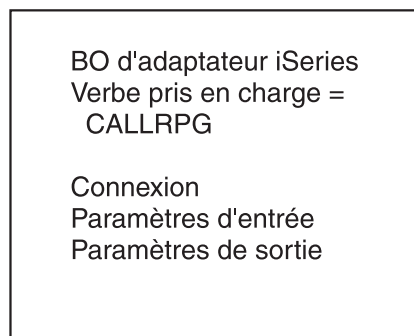 BO d'adaptateur iSeries
Verbe pris en charge =
CALLRPG
Connexion
Paramètres d'entrée
Paramètres de sortie